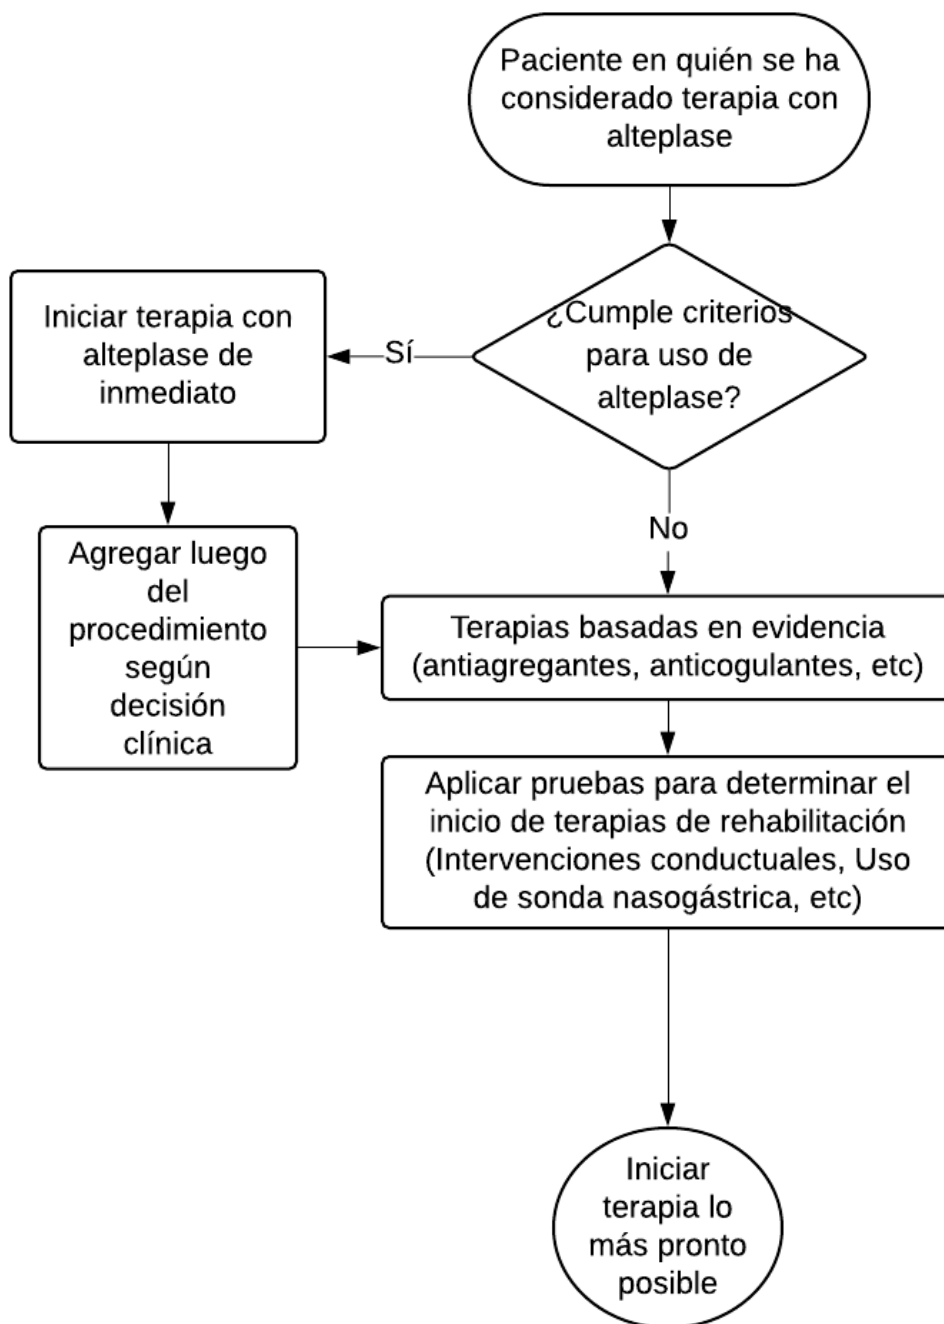 Paciente en quién se ha
considerado terapia con
alteplase
¿Cumple criterios
para uso de
alteplase?
Sí
Iniciar terapia con
alteplase de
inmediato
No
Agregar luego
del
procedimiento
según
decisión
clínica
Terapias basadas en evidencia
(antiagregantes, anticogulantes, etc)
Aplicar pruebas para determinar el
inicio de terapias de rehabilitación
(Intervenciones conductuales, Uso
de sonda nasogástrica, etc)
Iniciar
terapia lo
más pronto
posible